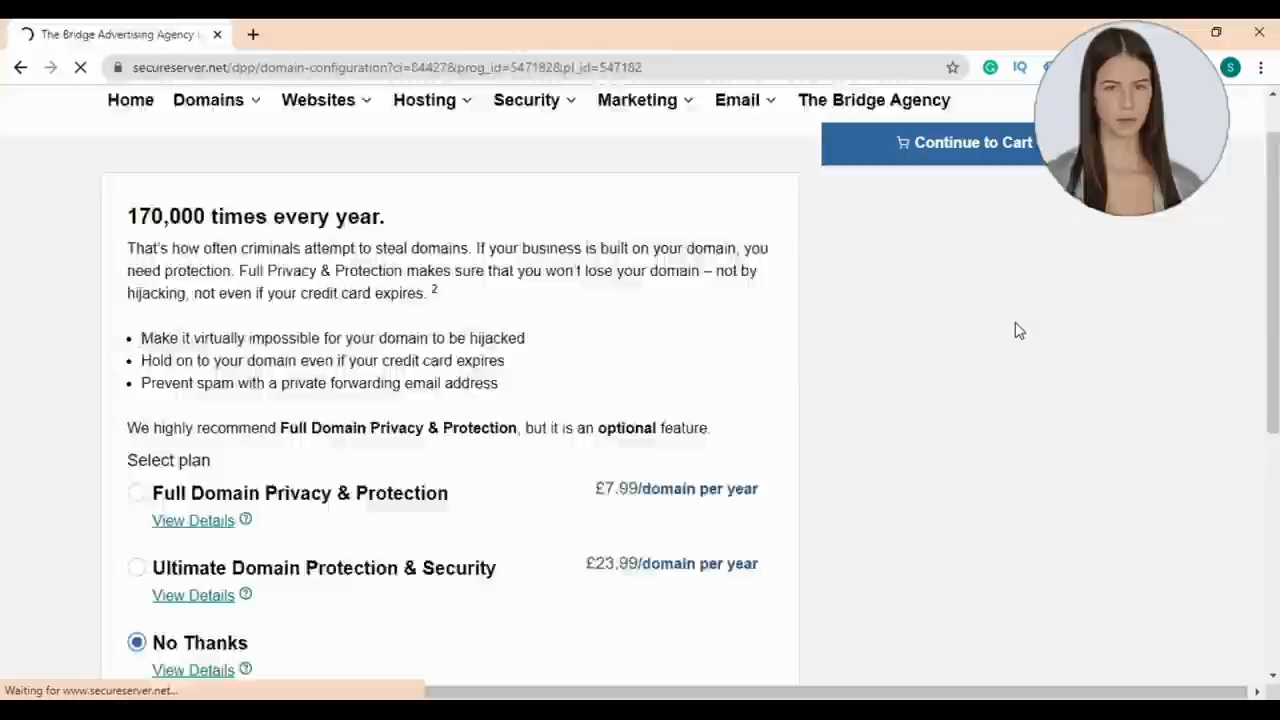 The Bridge Advertising Agency
secureserver.net/dpp/domain-configuration?ci=84427&prog_id=547182&pl_id=547182
IQ
S
Home Domains Websites Hosting Security Marketing Email The Bridge Agency
Continue to Cart
170,000 times every year.
That's how often criminals attempt to steal domains. If your business is built on your domain, you
need protection. Full Privacy & Protection makes sure that you won't lose your domain – not by
hijacking, not even if your credit card expires. 2
• Make it virtually impossible for your domain to be hijacked
• Hold on to your domain even if your credit card expires
• Prevent spam with a private forwarding email address
We highly recommend Full Domain Privacy & Protection, but it is an optional feature.
Select plan
Full Domain Privacy & Protection £7.99/domain per year
View Details ?
Ultimate Domain Protection & Security £23.99/domain per year
View Details ?
No Thanks
View Details ?
Waiting for www.secureserver.net...